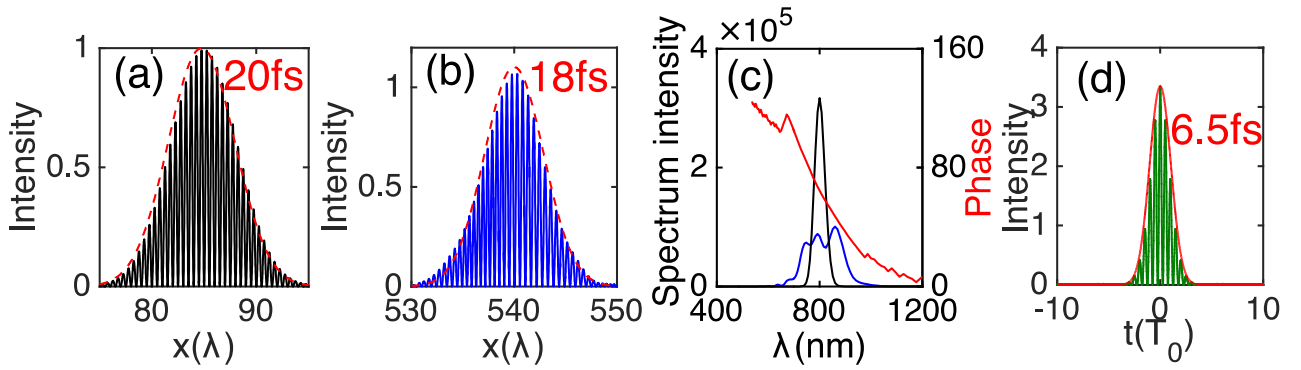 (a)
20fs
1
0.5
0
80
90
Intensity
x(λ)
(b)
18fs
1
0.5
0
530
540
550
Intensity
x(λ)
×10⁵
(c)
4
2
0
400
800
1200
160
80
0
Spectrum intensity
Phase
λ(nm)
(d)
6.5fs
4
3
2
1
0
-10
0
10
Intensity
t(T₀)